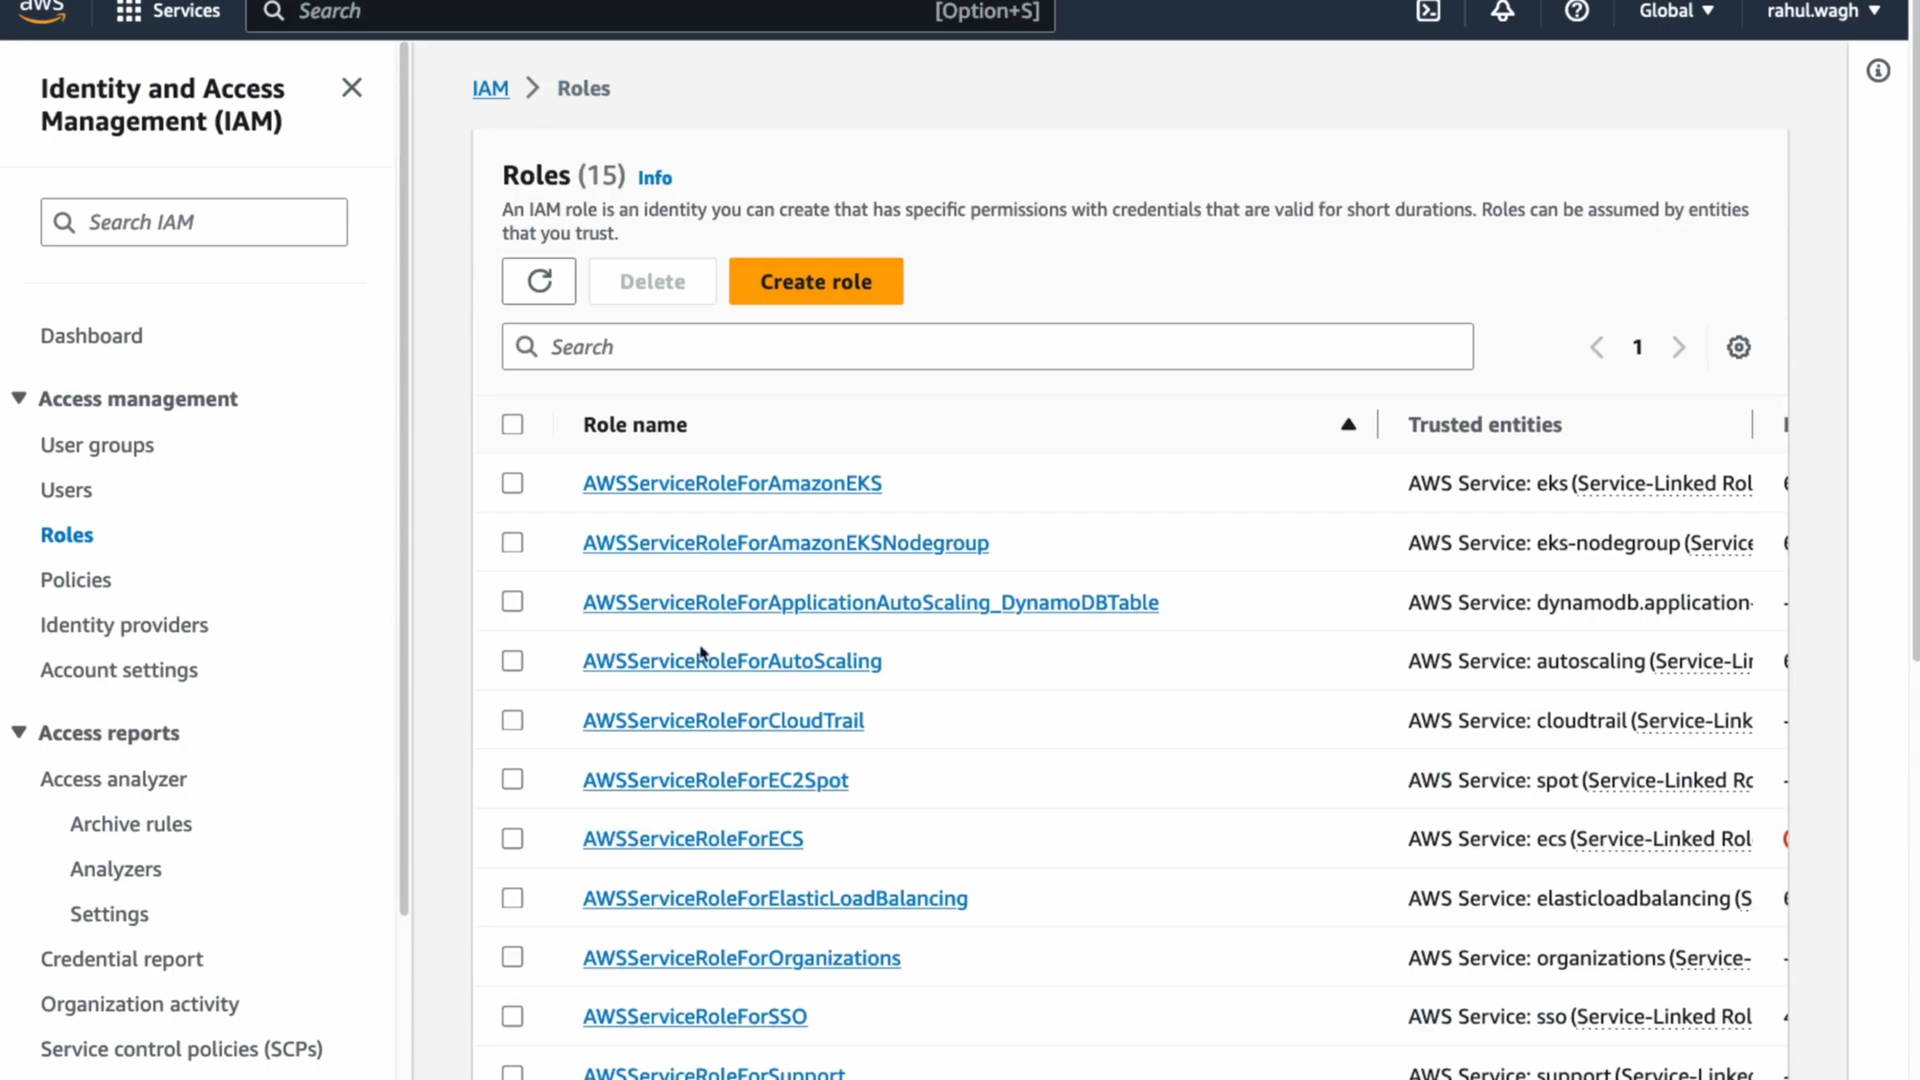 aws
Services
Search
[Option+S]
Global
rahul.wagh
Identity and Access
Management (IAM)
Search IAM
Dashboard
Access management
User groups
Users
Roles
Policies
Identity providers
Account settings
Access reports
Access analyzer
Archive rules
Analyzers
Settings
Credential report
Organization activity
Service control policies (SCPs)
IAM > Roles
Roles (15) Info
An IAM role is an identity you can create that has specific permissions with credentials that are valid for short durations. Roles can be assumed by entities
that you trust.
Delete
Create role
Search
1
Role name
Trusted entities
AWSServiceRoleForAmazonEKS
AWS Service: eks (Service-Linked Rol
AWSServiceRoleForAmazonEKSNodegroup
AWS Service: eks-nodegroup (Service
AWSServiceRoleForApplicationAutoScaling_DynamoDBTable
AWS Service: dynamodb.application-
AWSServiceRoleForAutoScaling
AWS Service: autoscaling (Service-Lin
AWSServiceRoleForCloudTrail
AWS Service: cloudtrail (Service-Link
AWSServiceRoleForEC2Spot
AWS Service: spot (Service-Linked Ro
AWSServiceRoleForECS
AWS Service: ecs (Service-Linked Rol
AWSServiceRoleForElasticLoadBalancing
AWS Service: elasticloadbalancing (S
AWSServiceRoleForOrganizations
AWS Service: organizations (Service-
AWSServiceRoleForSSO
AWS Service: sso (Service-Linked Rol
AWSServiceRoleForSupport
AWS Service: support (Service-Linked